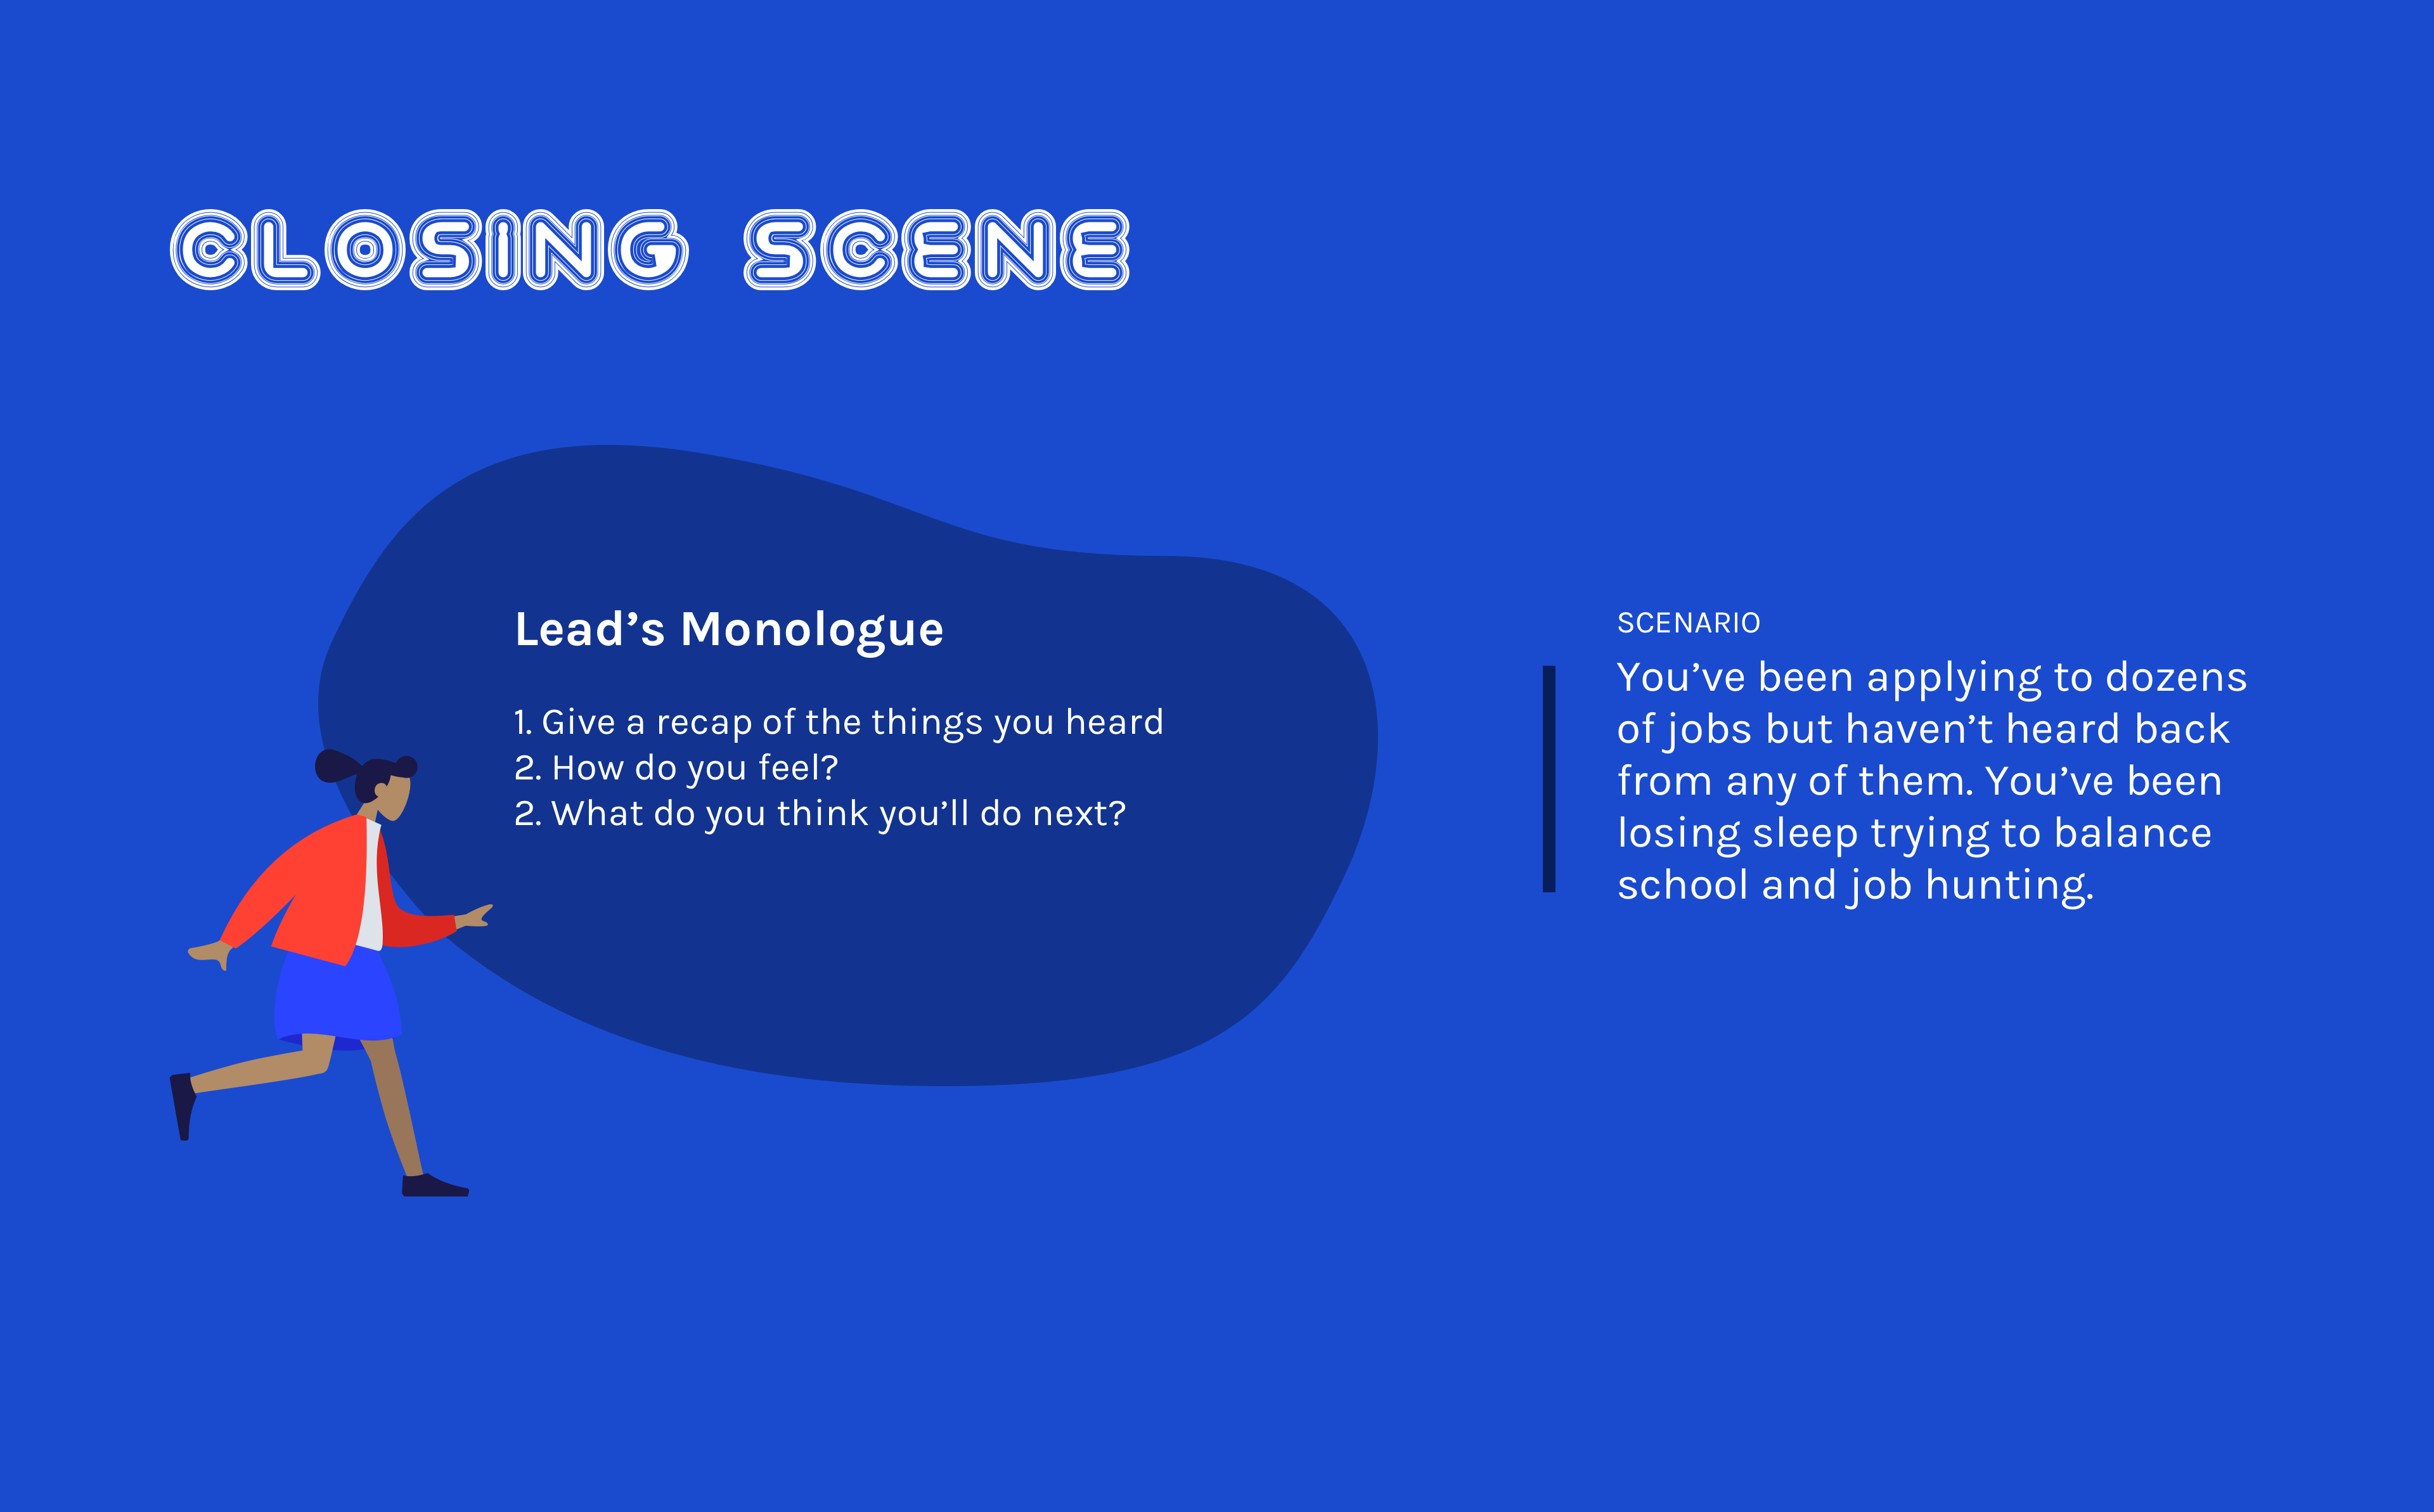 CLOSING SCENE
Lead’s Monologue
1. Give a recap of the things you heard
2. How do you feel?
2. What do you think you’ll do next?
SCENARIO
You’ve been applying to dozens
of jobs but haven’t heard back
from any of them. You’ve been
losing sleep trying to balance
school and job hunting.